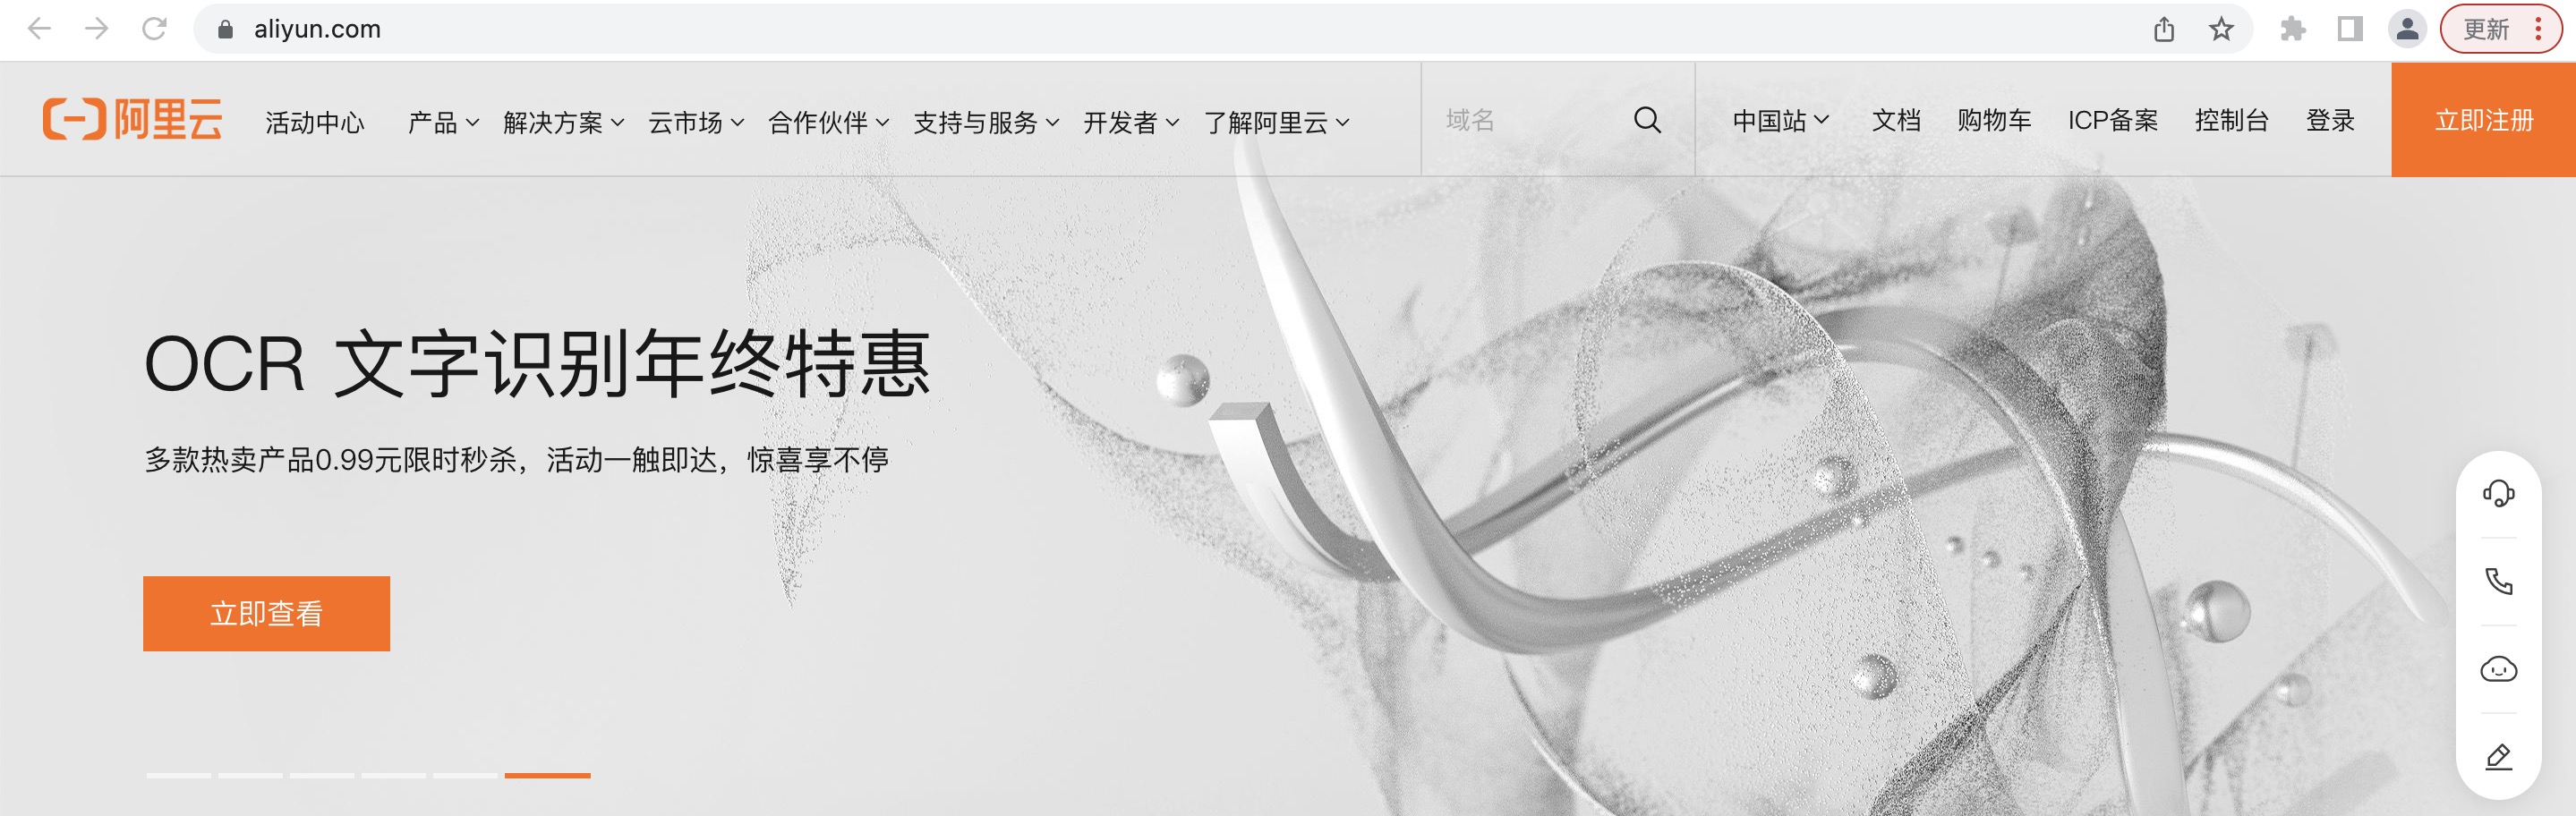 aliyun.com 更新
阿里云 活动中心 产品 解决方案 云市场 合作伙伴 支持与服务 开发者 了解阿里云 域名 中国站 文档 购物车 ICP备案 控制台 登录 立即注册
OCR 文字识别年终特惠
多款热卖产品0.99元限时秒杀，活动一触即达，惊喜享不停
立即查看